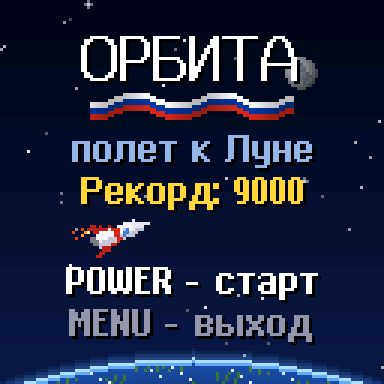 ОРБИТА
полет к Луне
Рекорд: 9000
POWER - старт
MENU - выход